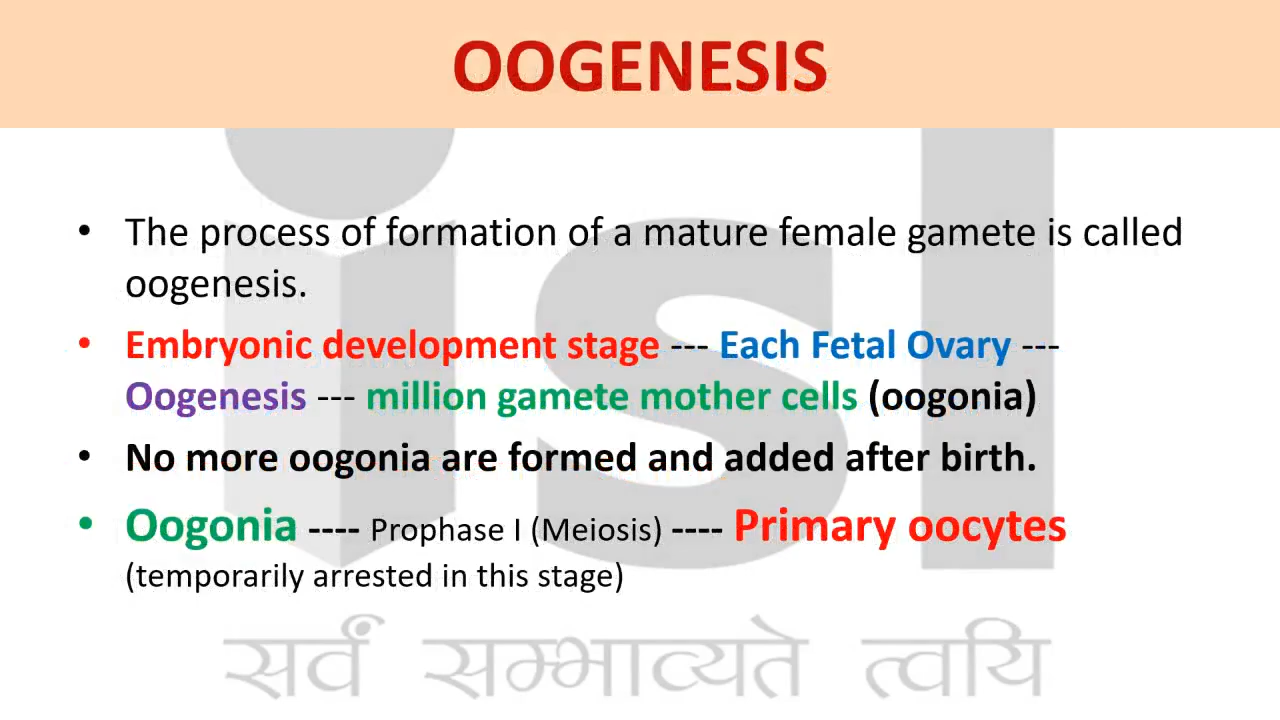 OOGENESIS
• The process of formation of a mature female gamete is called
oogenesis.
• Embryonic development stage --- Each Fetal Ovary ---
Oogenesis --- million gamete mother cells (oogonia)
• No more oogonia are formed and added after birth.
• Oogonia ---- Prophase I (Meiosis) ---- Primary oocytes
(temporarily arrested in this stage)
isl
सर्वं सम्भाव्यते त्वयि